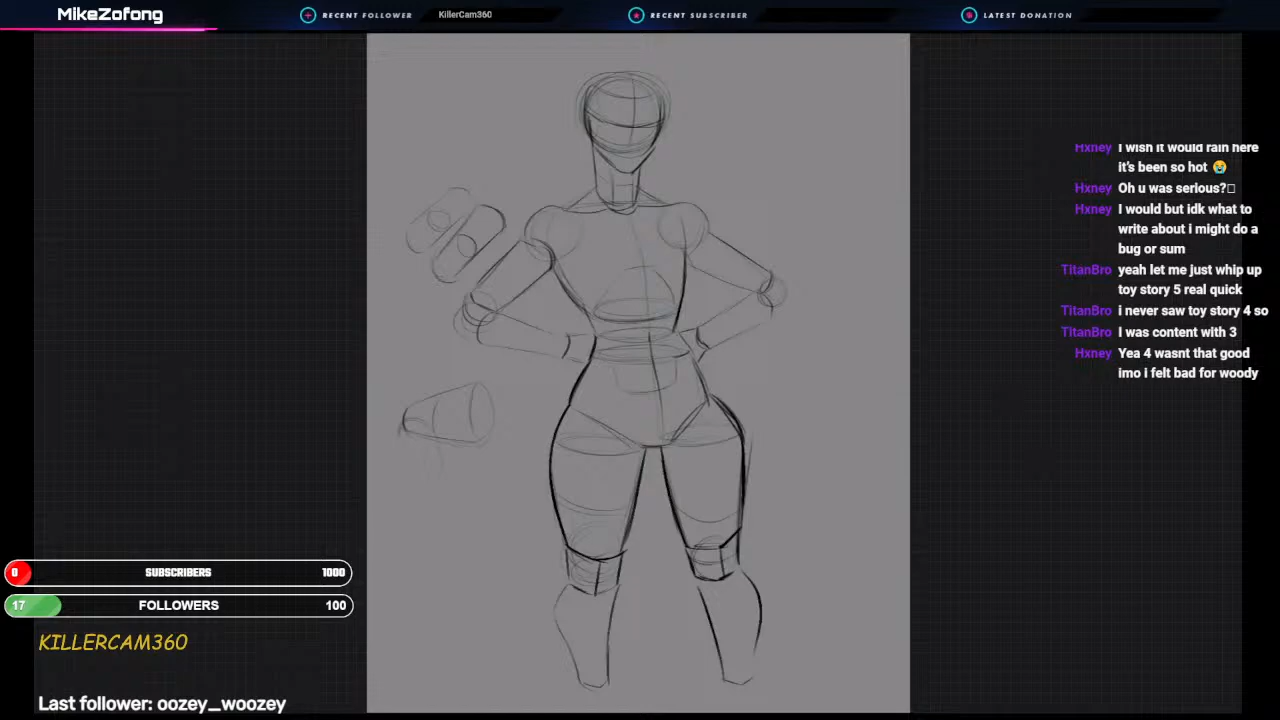 MikeZofong
RECENT FOLLOWER
KillerCam360
RECENT SUBSCRIBER
LATEST DONATION
Hxney I wish it would rain here
it's been so hot 😭
Hxney Oh u was serious?▯
Hxney I would but idk what to
write about i might do a
bug or sum
TitanBro yeah let me just whip up
toy story 5 real quick
TitanBro i never saw toy story 4 so
TitanBro I was content with 3
Hxney Yea 4 wasnt that good
imo i felt bad for woody
0 SUBSCRIBERS 1000
17 FOLLOWERS 100
KILLERCAM360
Last follower: oozey_woozey